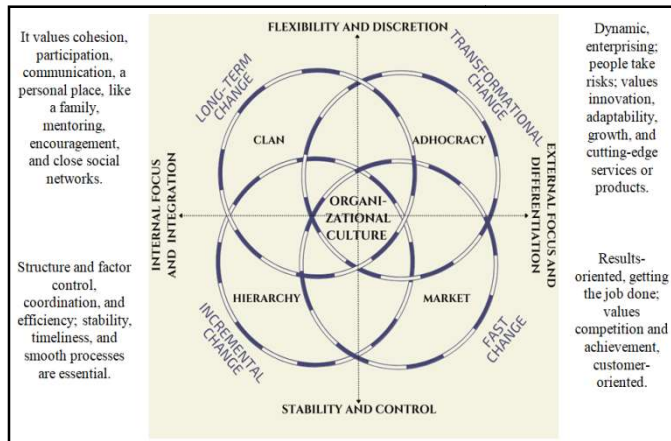 It values cohesion,
participation,
communication, a
personal place, like
a family,
mentoring,
encouragement,
and close social
networks.
Structure and factor
control,
coordination, and
efficiency; stability,
timeliness, and
smooth processes
are essential.
FLEXIBILITY AND DISCRETION
LONG-TERM
CHANGE
TRANSFORMATIONAL
CHANGE
CLAN
ADHOCRACY
INTERNAL FOCUS
AND INTEGRATION
ORGANI-
ZATIONAL
CULTURE
EXTERNAL FOCUS AND
DIFFERENTIATION
HIERARCHY
MARKET
INCREMENTAL
CHANGE
FAST
CHANGE
STABILITY AND CONTROL
Dynamic,
enterprising;
people take
risks; values
innovation,
adaptability,
growth, and
cutting-edge
services or
products.
Results-
oriented, getting
the job done;
values
competition and
achievement,
customer-
oriented.